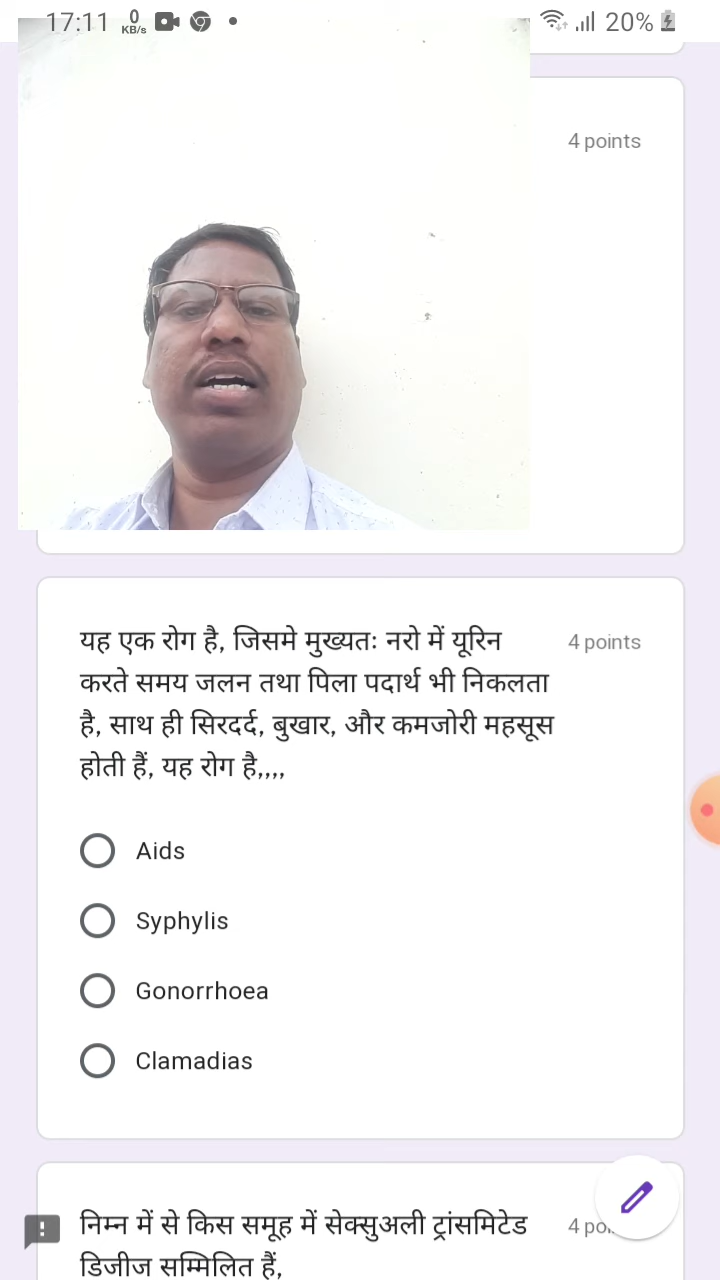 17:11 0 KB/s 20%
4 points
यह एक रोग है, जिसमे मुख्यतः नरो में यूरिन 4 points
करते समय जलन तथा पिला पदार्थ भी निकलता
है, साथ ही सिरदर्द, बुखार, और कमजोरी महसूस
होती हैं, यह रोग है,,,,
Aids
Syphylis
Gonorrhoea
Clamadias
निम्न में से किस समूह में सेक्सुअली ट्रांसमिटेड 4
डिजीज सम्मिलित हैं,